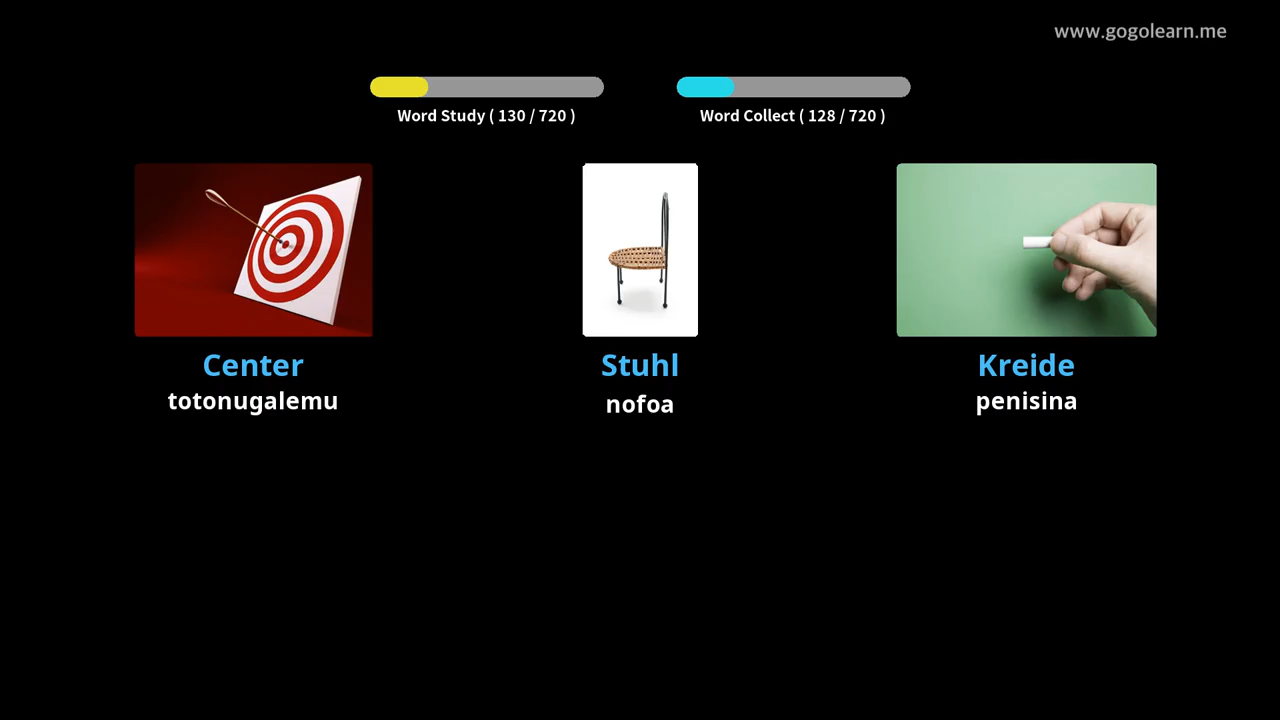 www.gogolearn.me
Word Study ( 130 / 720 )
Word Collect ( 128 / 720 )
Center
totonugalemu
Stuhl
nofoa
Kreide
penisina